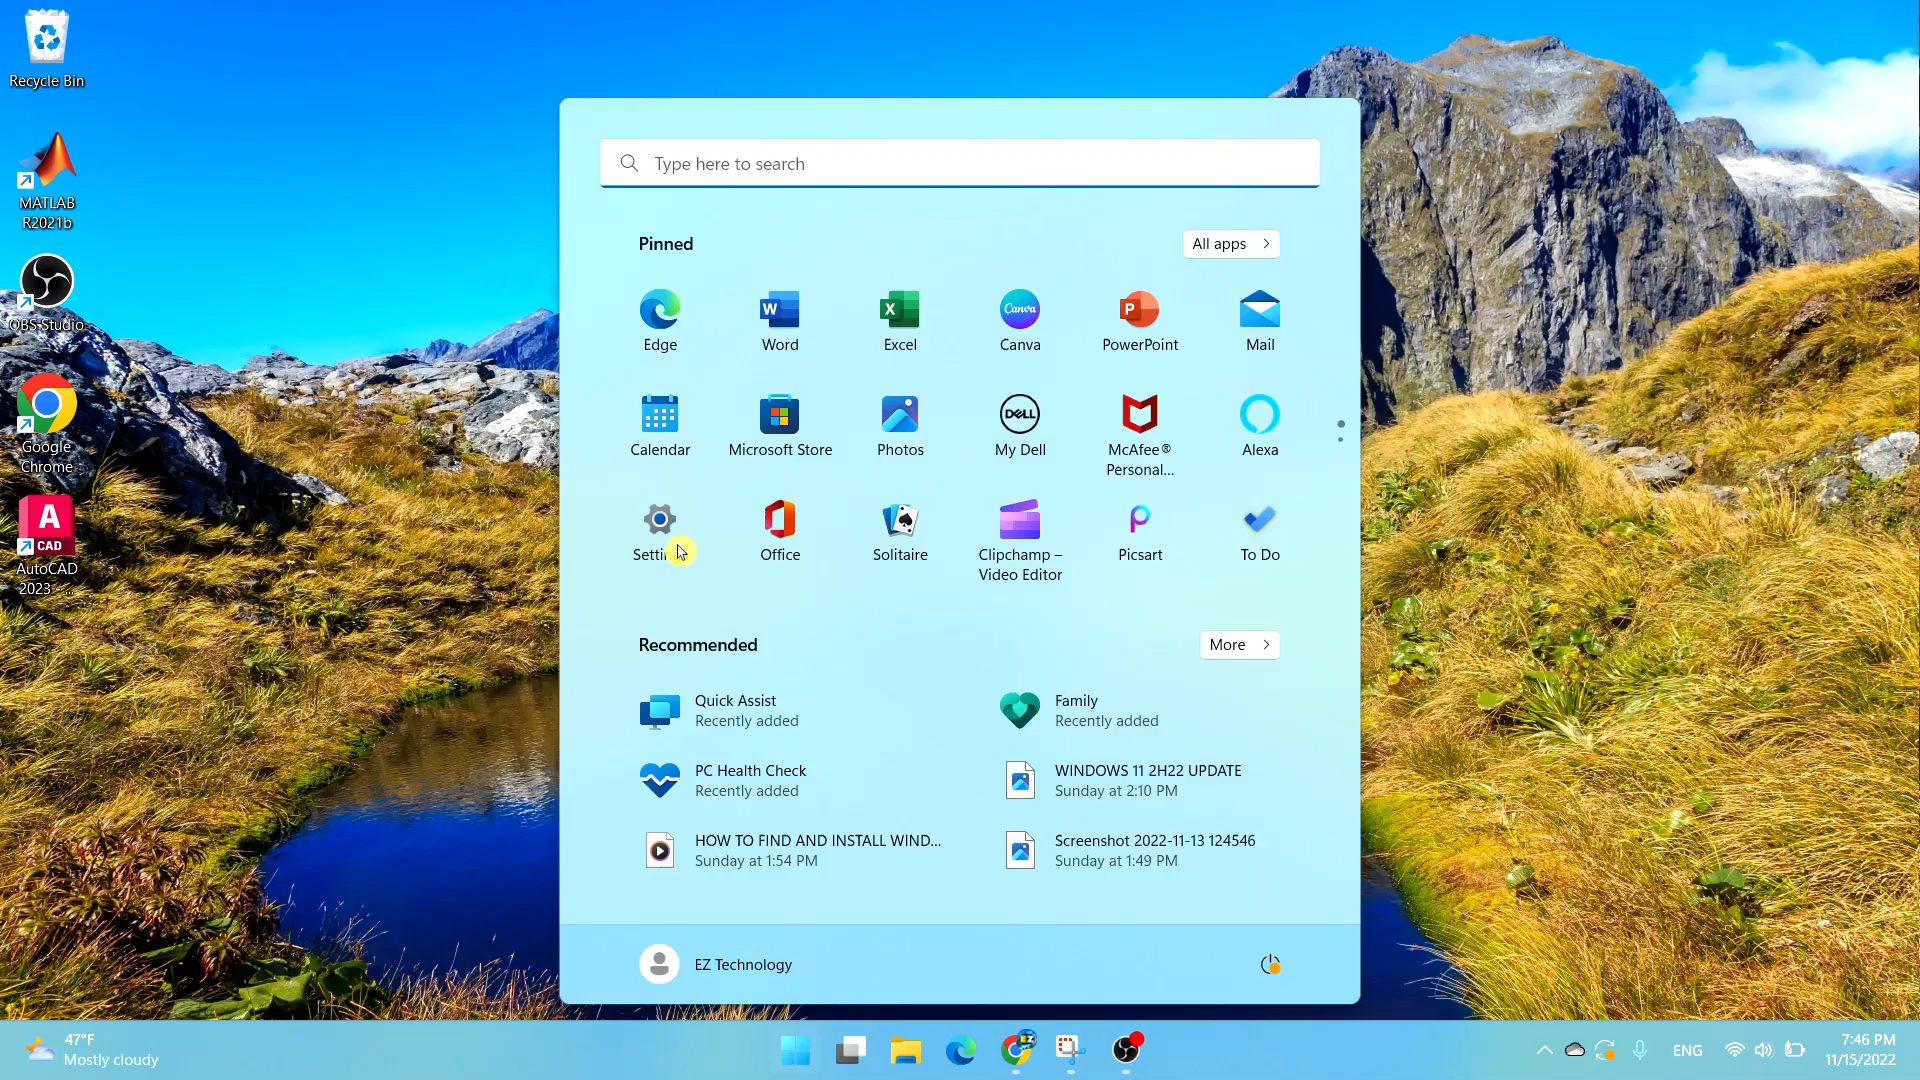 Recycle Bin
MATLAB
R2021b
OBS Studio
Google
Chrome
A
CAD
AutoCAD
2023 - ...
Type here to search
Pinned
All apps
W
X
Canva
P
Edge
Word
Excel
Canva
PowerPoint
Mail
DELL
Calendar
Microsoft Store
Photos
My Dell
McAfee®
Personal...
Alexa
Office
Solitaire
Clipchamp –
Video Editor
Picsart
To Do
Recommended
More
Quick Assist
Recently added
Family
Recently added
PC Health Check
Recently added
WINDOWS 11 2H22 UPDATE
Sunday at 2:10 PM
HOW TO FIND AND INSTALL WIND...
Sunday at 1:54 PM
Screenshot 2022-11-13 124546
Sunday at 1:49 PM
EZ Technology
47°F
Mostly cloudy
EZ
ENG
7:46 PM
11/15/2022